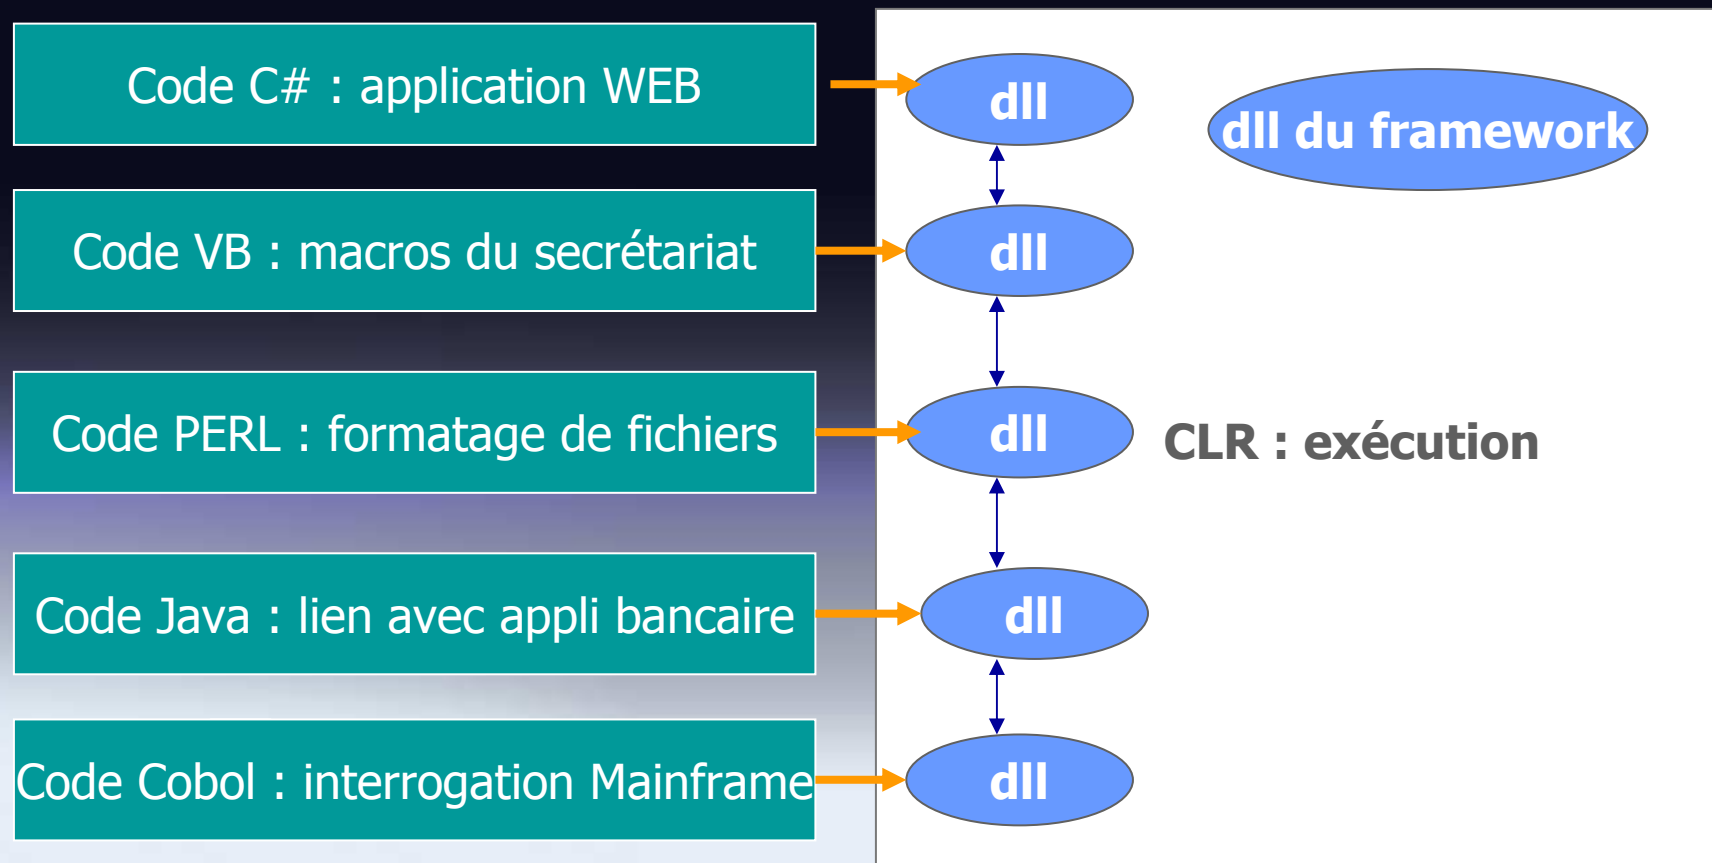 Code C# : application WEB
dll
dll du framework
Code VB : macros du secrétariat
dll
Code PERL : formatage de fichiers
dll
CLR : exécution
Code Java : lien avec appli bancaire
dll
Code Cobol : interrogation Mainframe
dll